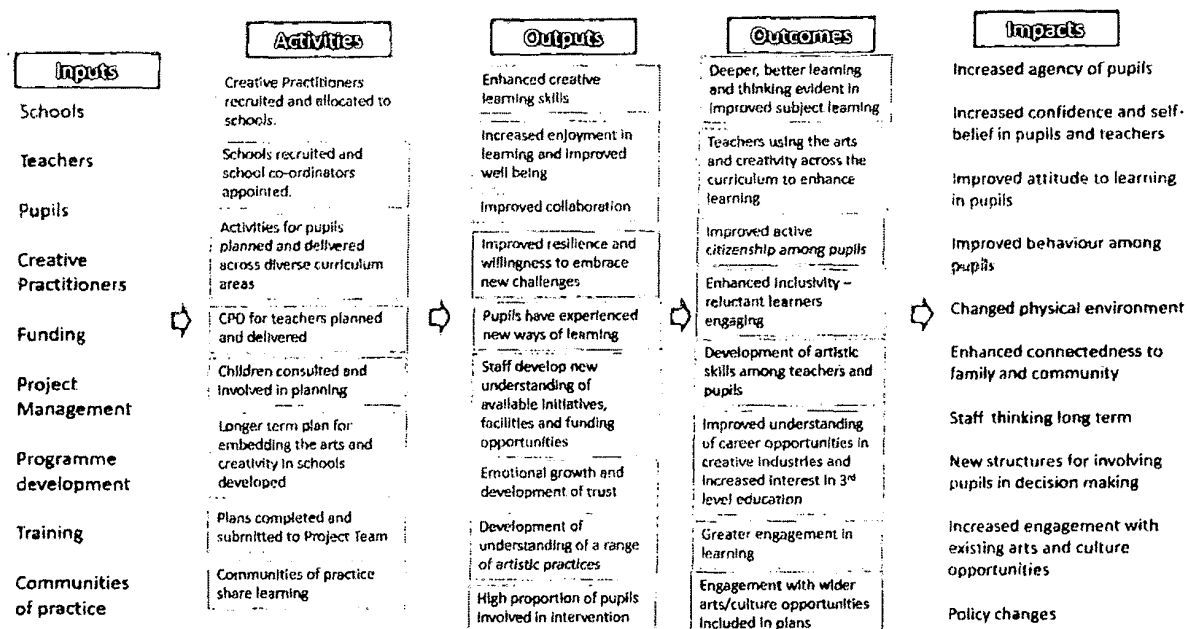 Inputs
Schools
Teachers
Pupils
Creative
Practitioners
Funding
Project
Management
Programme
development
Training
Communities
of practice
Activities
Creative Practitioners
recruited and allocated to
schools.
Schools recruited and
school co-ordinators
appointed.
Activities for pupils
planned and delivered
across diverse curriculum
areas
CPD for teachers planned
and delivered
Children consulted and
involved in planning
Longer term plan for
embedding the arts and
creativity in schools
developed
Plans completed and
submitted to Project Team
Communities of practice
share learning
Outputs
Enhanced creative
learning skills
Increased enjoyment in
learning and improved
well being
Improved collaboration
Improved resilience and
willingness to embrace
new challenges
Pupils have experienced
new ways of learning
Staff develop new
understanding of
available initiatives,
facilities and funding
opportunities
Emotional growth and
development of trust
Development of
understanding of a range
of artistic practices
High proportion of pupils
involved in intervention
Outcomes
Deeper, better learning
and thinking evident in
improved subject learning
Teachers using the arts
and creativity across the
curriculum to enhance
learning
Improved active
citizenship among pupils
Enhanced Inclusivity –
reluctant learners
engaging
Development of artistic
skills among teachers and
pupils
Improved understanding
of career opportunities in
creative industries and
increased interest in 3rd
level education
Greater engagement in
learning
Engagement with wider
arts/culture opportunities
included in plans
Impacts
Increased agency of pupils
Increased confidence and self-
belief in pupils and teachers
Improved attitude to learning
in pupils
Improved behaviour among
pupils
Changed physical environment
Enhanced connectedness to
family and community
Staff thinking long term
New structures for involving
pupils in decision making
Increased engagement with
existing arts and culture
opportunities
Policy changes